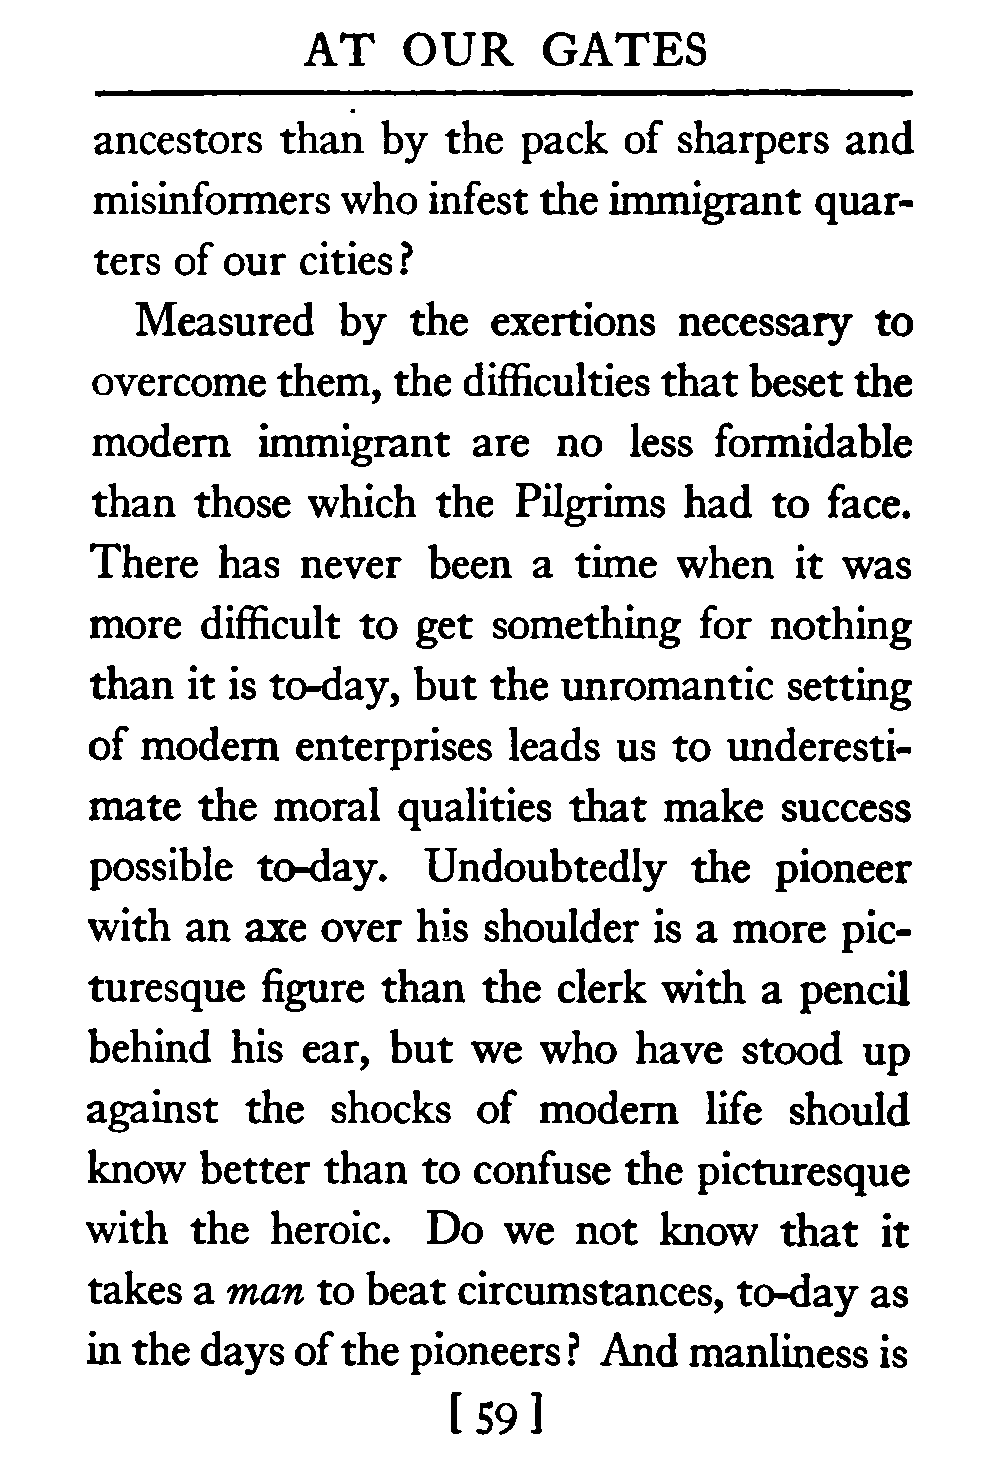 AT OUR GATES
ancestors than by the pack of sharpers and
misinformers who infest the immigrant quar-
ters of our cities?
Measured by the exertions necessary to
overcome them, the difficulties that beset the
modern immigrant are no less formidable
than those which the Pilgrims had to face.
There has never been a time when it was
more difficult to get something for nothing
than it is to-day, but the unromantic setting
of modern enterprises leads us to underesti-
mate the moral qualities that make success
possible to-day. Undoubtedly the pioneer
with an axe over his shoulder is a more pic-
turesque figure than the clerk with a pencil
behind his ear, but we who have stood up
against the shocks of modern life should
know better than to confuse the picturesque
with the heroic. Do we not know that it
takes a man to beat circumstances, to-day as
in the days of the pioneers? And manliness is
[ 59 ]